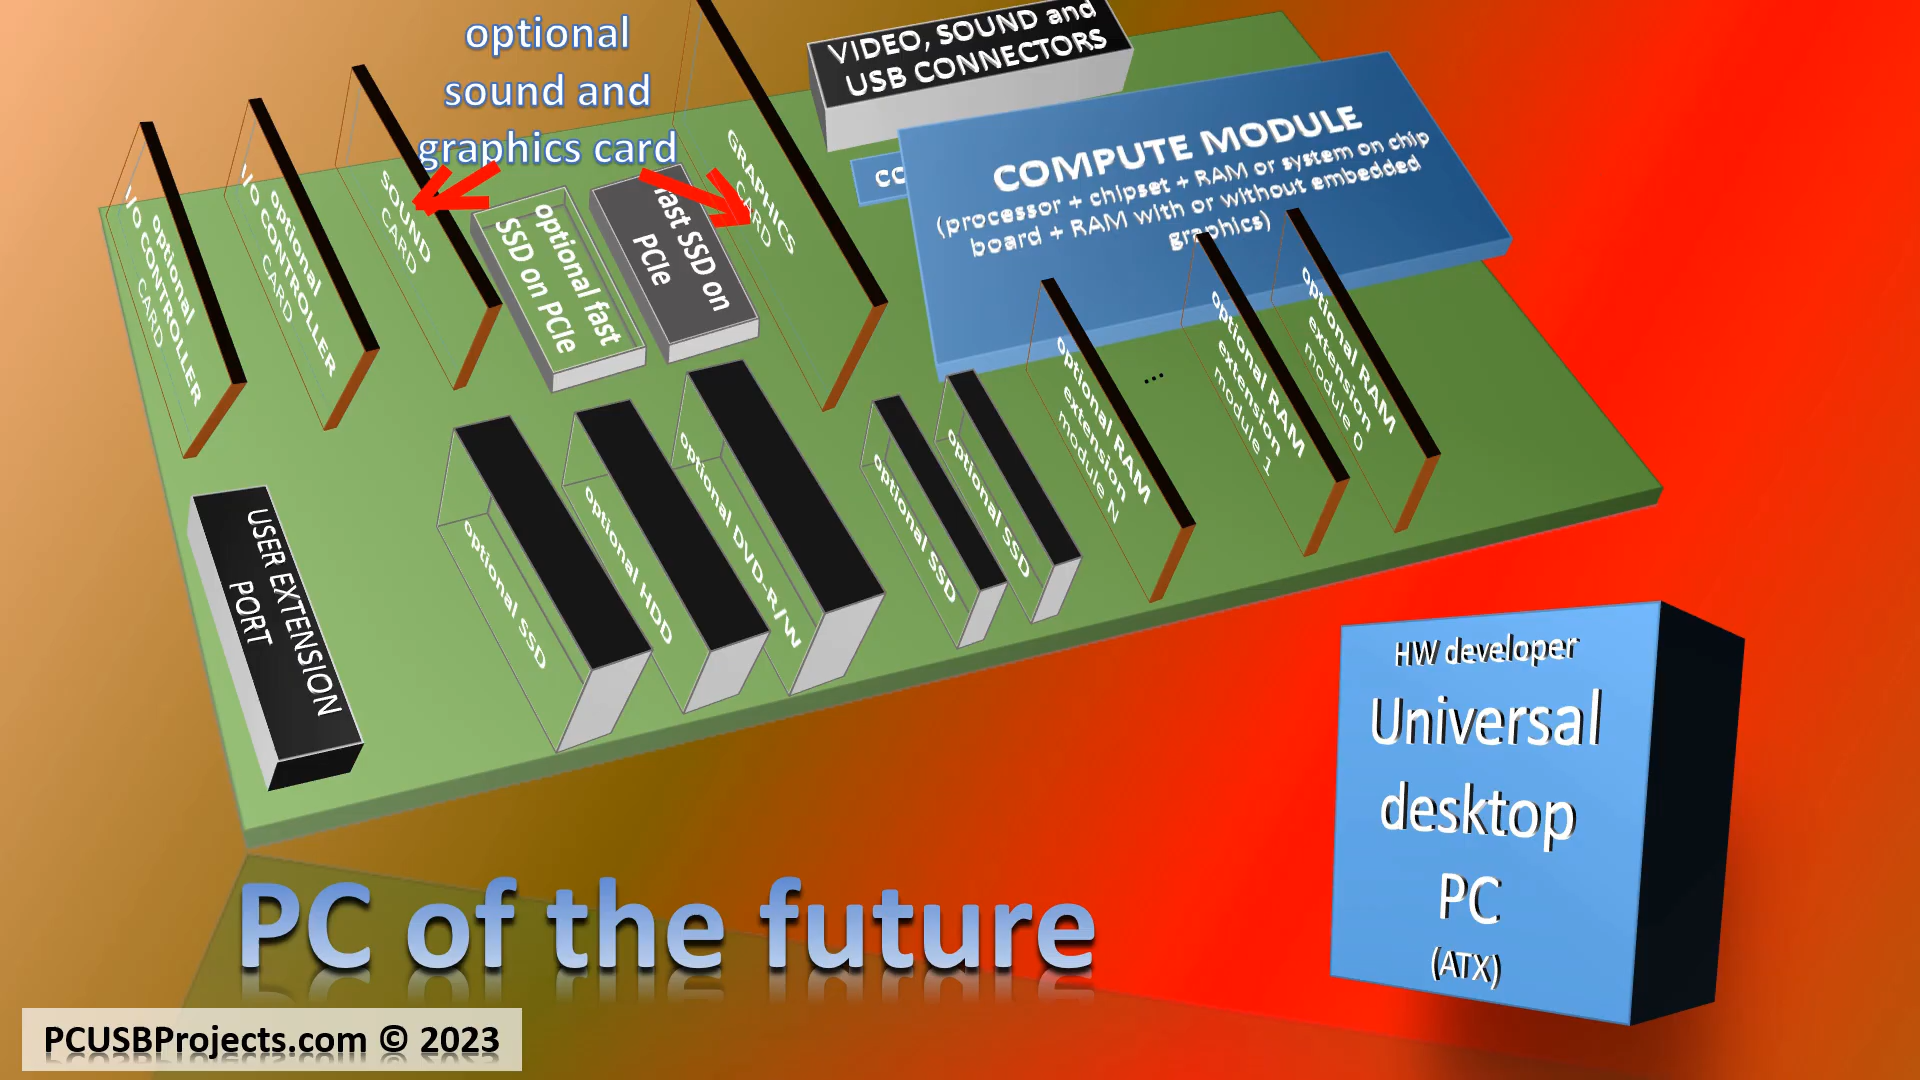 optional
sound and
graphics card
VIDEO, SOUND and
USB CONNECTORS
COMPUTE MODULE
(processor + chipset + RAM or system on chip
board + RAM with or without embedded
graphics)
optional
I/O CONTROLLER
CARD
optional
I/O CONTROLLER
CARD
SOUND
CARD
optional fast
SSD on PCIe
fast SSD on
PCIe
GRAPHICS
CARD
optional RAM
extension
module N
...
optional RAM
extension
module 1
optional RAM
extension
module 0
USER EXTENSION
PORT
optional SSD
optional HDD
optional DVD-R/W
optional SSD
optional SSD
HW developer
Universal
desktop
PC
(ATX)
PC of the future
PCUSBProjects.com © 2023